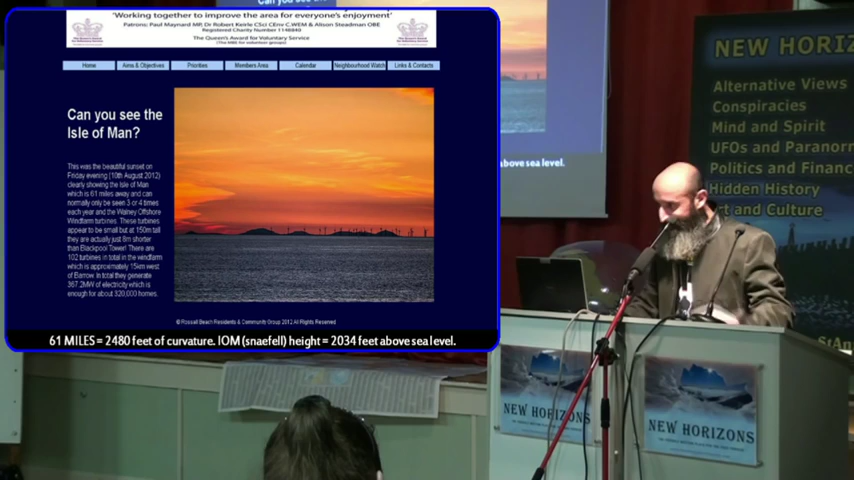 "Working together to improve the area for everyone's enjoyment"
Patrons: Paul Maynard MP, Dr Robert Keirle CSci CEnv C.WEM & Alison Steadman OBE
Registered Charity Number 1146840
The Queen's Award for Voluntary Service
(The MBE for volunteer groups)
Home Aims & Objectives Priorities Members Area Calendar Neighbourhood Watch Links & Contacts
Can you see the
Isle of Man?
This was the beautiful sunset on
Friday evening (10th August 2012)
clearly showing the Isle of Man
which is 61 miles away and can
normally only be seen 3 or 4 times
each year and the Walney Offshore
Windfarm turbines. These turbines
appear to be small but at 150m tall
they are actually just 8m shorter
than Blackpool Tower! There are
102 turbines in total in the windfarm
which is approximately 15km west
of Barrow. In total they generate
367.2MW of electricity which is
enough for about 320,000 homes.
© Rossall Beach Residents & Community Group 2012 All Rights Reserved
61 MILES = 2480 feet of curvature. IOM (snaefell) height = 2034 feet above sea level.
above sea level.
NEW HORIZ
Alternative Views
Conspiracies
Mind and Spirit
UFOs and Paranorm
Politics and Financ
Hidden History
Art and Culture
StAn
NEW HORIZONS
NEW HORIZONS